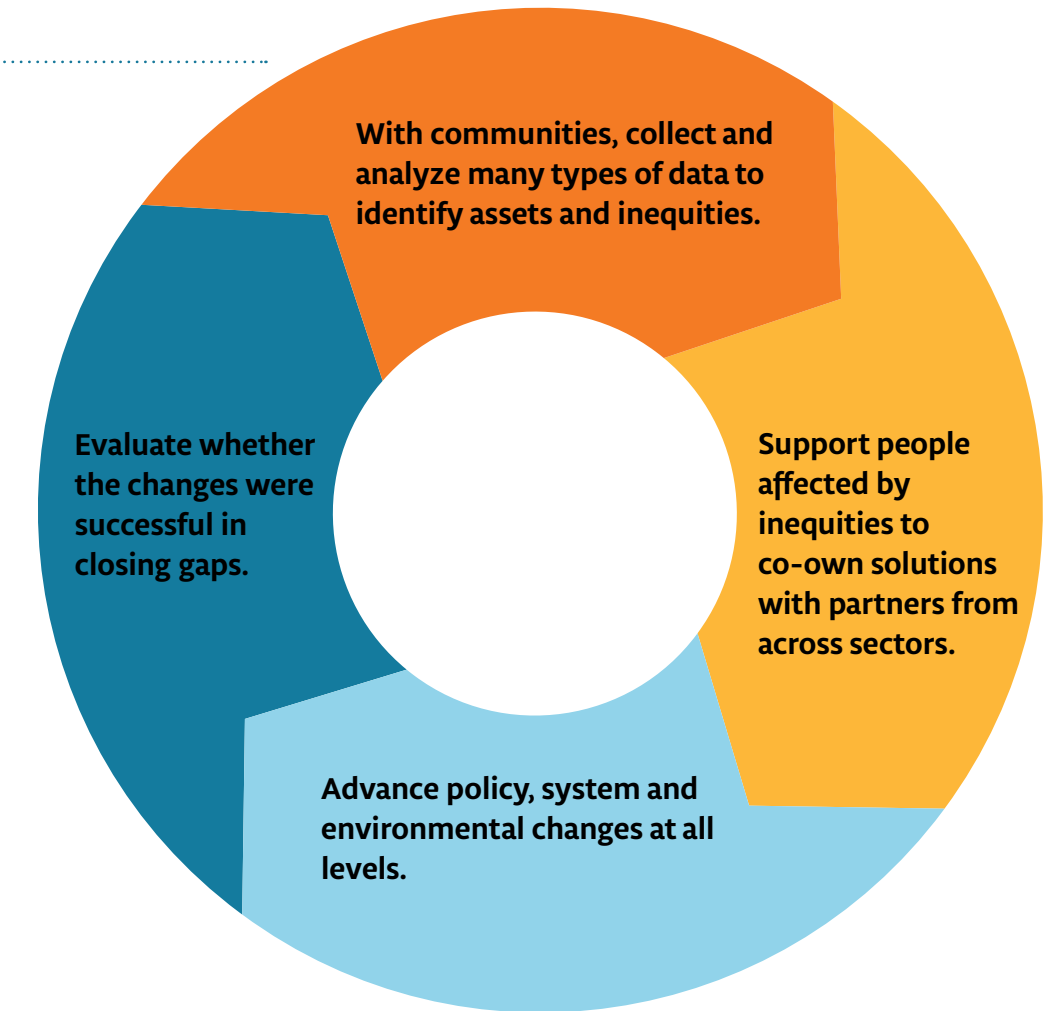 With communities, collect and
analyze many types of data to
identify assets and inequities.
Support people
affected by
inequities to
co-own solutions
with partners from
across sectors.
Advance policy, system and
environmental changes at all
levels.
Evaluate whether
the changes were
successful in
closing gaps.